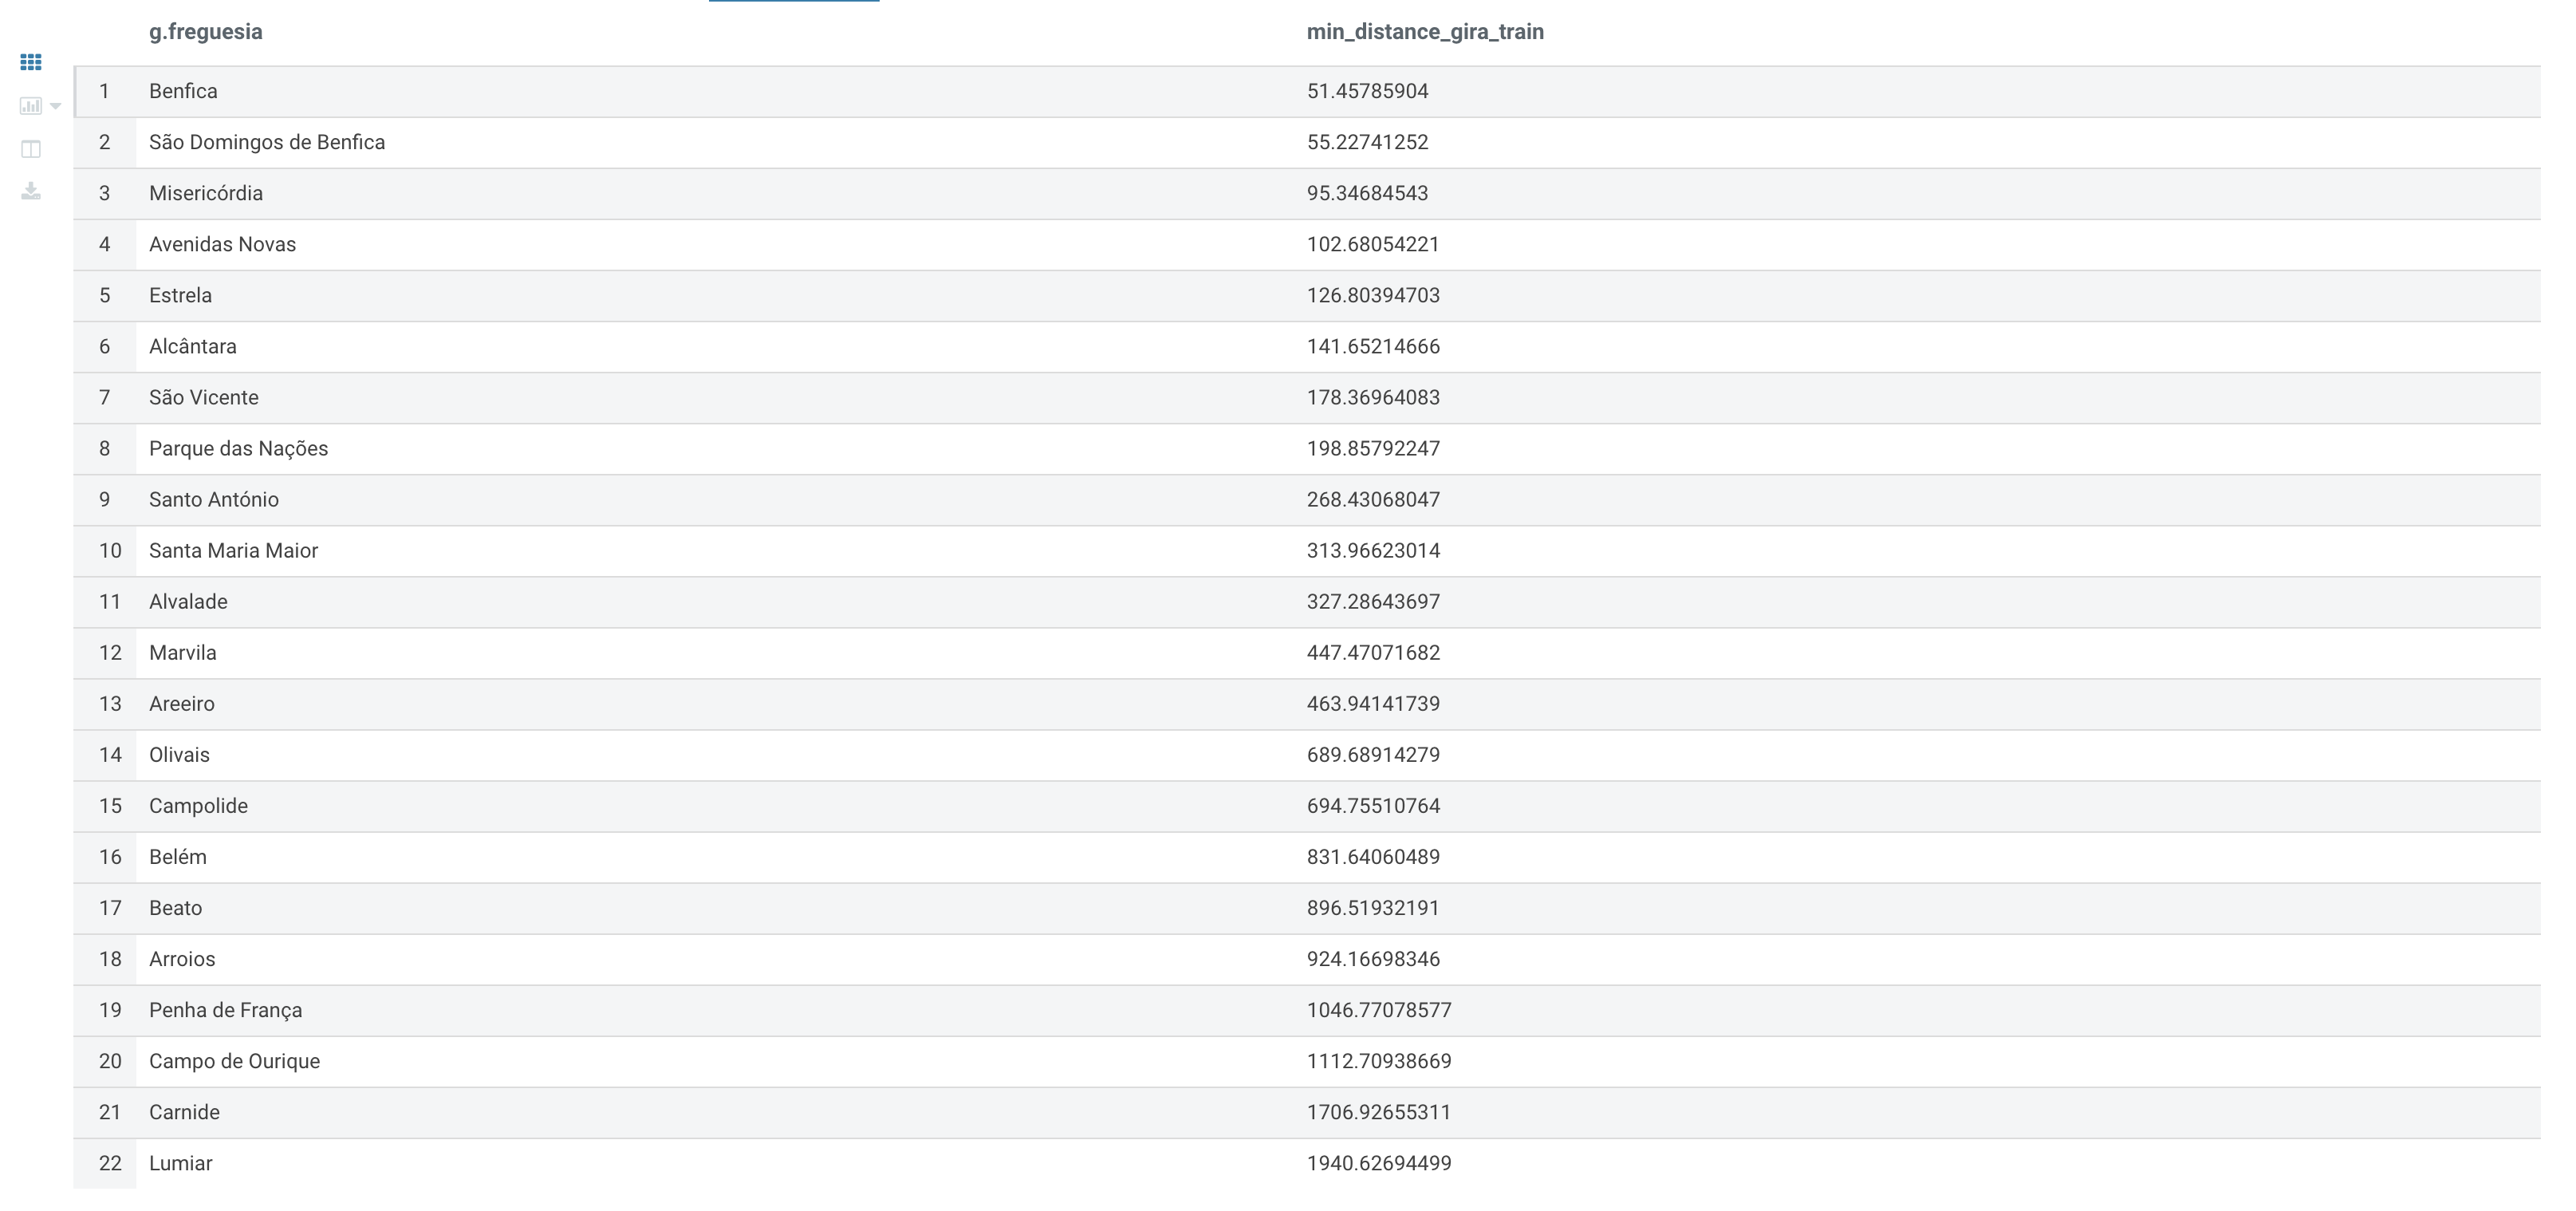 g.freguesia min_distance_gira_train
1 Benfica 51.45785904
2 São Domingos de Benfica 55.22741252
3 Misericórdia 95.34684543
4 Avenidas Novas 102.68054221
5 Estrela 126.80394703
6 Alcântara 141.65214666
7 São Vicente 178.36964083
8 Parque das Nações 198.85792247
9 Santo António 268.43068047
10 Santa Maria Maior 313.96623014
11 Alvalade 327.28643697
12 Marvila 447.47071682
13 Areeiro 463.94141739
14 Olivais 689.68914279
15 Campolide 694.75510764
16 Belém 831.64060489
17 Beato 896.51932191
18 Arroios 924.16698346
19 Penha de França 1046.77078577
20 Campo de Ourique 1112.70938669
21 Carnide 1706.92655311
22 Lumiar 1940.62694499